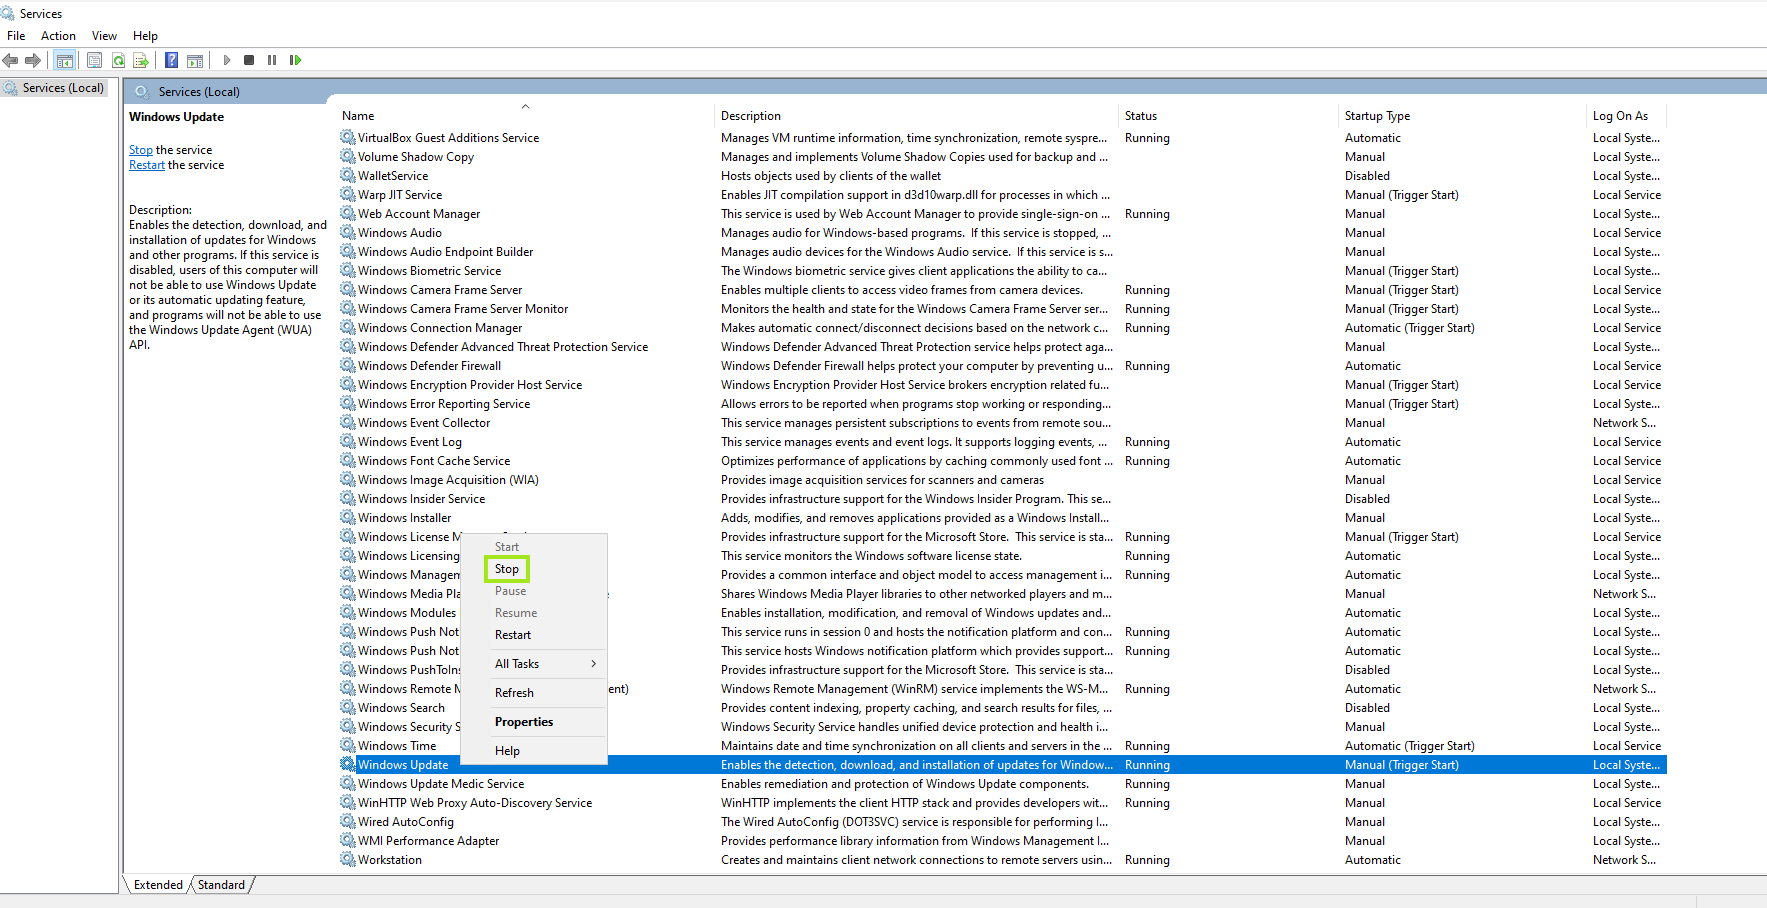 Services
File Action View Help
Services (Local)
Services (Local)
Windows Update
Stop the service
Restart the service
Description:
Enables the detection, download, and
installation of updates for Windows
and other programs. If this service is
disabled, users of this computer will
not be able to use Windows Update
or its automatic updating feature,
and programs will not be able to use
the Windows Update Agent (WUA)
API.
Name Description Status Startup Type Log On As
VirtualBox Guest Additions Service Manages VM runtime information, time synchronization, remote syspre... Running Automatic Local Syste...
Volume Shadow Copy Manages and implements Volume Shadow Copies used for backup and ... Manual Local Syste...
WalletService Hosts objects used by clients of the wallet Disabled Local Syste...
Warp JIT Service Enables JIT compilation support in d3d10warp.dll for processes in which ... Manual (Trigger Start) Local Service
Web Account Manager This service is used by Web Account Manager to provide single-sign-on ... Running Manual Local Syste...
Windows Audio Manages audio for Windows-based programs. If this service is stopped, ... Manual Local Service
Windows Audio Endpoint Builder Manages audio devices for the Windows Audio service. If this service is s... Manual Local Syste...
Windows Biometric Service The Windows biometric service gives client applications the ability to ca... Manual (Trigger Start) Local Syste...
Windows Camera Frame Server Enables multiple clients to access video frames from camera devices. Running Manual (Trigger Start) Local Service
Windows Camera Frame Server Monitor Monitors the health and state for the Windows Camera Frame Server ser... Running Manual (Trigger Start) Local Syste...
Windows Connection Manager Makes automatic connect/disconnect decisions based on the network c... Running Automatic (Trigger Start) Local Service
Windows Defender Advanced Threat Protection Service Windows Defender Advanced Threat Protection service helps protect aga... Manual Local Syste...
Windows Defender Firewall Windows Defender Firewall helps protect your computer by preventing u... Running Automatic Local Service
Windows Encryption Provider Host Service Windows Encryption Provider Host Service brokers encryption related fu... Manual (Trigger Start) Local Service
Windows Error Reporting Service Allows errors to be reported when programs stop working or responding... Manual (Trigger Start) Local Syste...
Windows Event Collector This service manages persistent subscriptions to events from remote sou... Manual Network S...
Windows Event Log This service manages events and event logs. It supports logging events, ... Running Automatic Local Service
Windows Font Cache Service Optimizes performance of applications by caching commonly used font ... Running Automatic Local Service
Windows Image Acquisition (WIA) Provides image acquisition services for scanners and cameras Manual Local Service
Windows Insider Service Provides infrastructure support for the Windows Insider Program. This se... Disabled Local Syste...
Windows Installer Adds, modifies, and removes applications provided as a Windows Install... Manual Local Syste...
Windows License M Provides infrastructure support for the Microsoft Store. This service is sta... Running Manual (Trigger Start) Local Service
Start
Windows Licensing This service monitors the Windows software license state. Running Automatic Local Syste...
Stop
Windows Managem Provides a common interface and object model to access management i... Running Automatic Local Syste...
Pause
Windows Media Pla Shares Windows Media Player libraries to other networked players and m... Manual Network S...
Resume
Windows Modules Enables installation, modification, and removal of Windows updates and... Automatic Local Syste...
Restart
Windows Push Not This service runs in session 0 and hosts the notification platform and con... Running Automatic Local Syste...
Windows Push Not This service hosts Windows notification platform which provides support... Running Automatic Local Syste...
All Tasks
Windows PushToIns Provides infrastructure support for the Microsoft Store. This service is sta... Disabled Local Syste...
Windows Remote M ent) Windows Remote Management (WinRM) service implements the WS-M... Running Automatic Network S...
Refresh
Windows Search Provides content indexing, property caching, and search results for files, ... Disabled Local Syste...
Properties
Windows Security S Windows Security Service handles unified device protection and health i... Manual Local Syste...
Windows Time Maintains date and time synchronization on all clients and servers in the ... Running Automatic (Trigger Start) Local Service
Help
Windows Update Enables the detection, download, and installation of updates for Window... Running Manual (Trigger Start) Local Syste...
Windows Update Medic Service Enables remediation and protection of Windows Update components. Running Manual Local Syste...
WinHTTP Web Proxy Auto-Discovery Service WinHTTP implements the client HTTP stack and provides developers wit... Running Manual Local Service
Wired AutoConfig The Wired AutoConfig (DOT3SVC) service is responsible for performing I... Manual Local Syste...
WMI Performance Adapter Provides performance library information from Windows Management I... Manual Local Syste...
Workstation Creates and maintains client network connections to remote servers usin... Running Automatic Network S...
Extended Standard